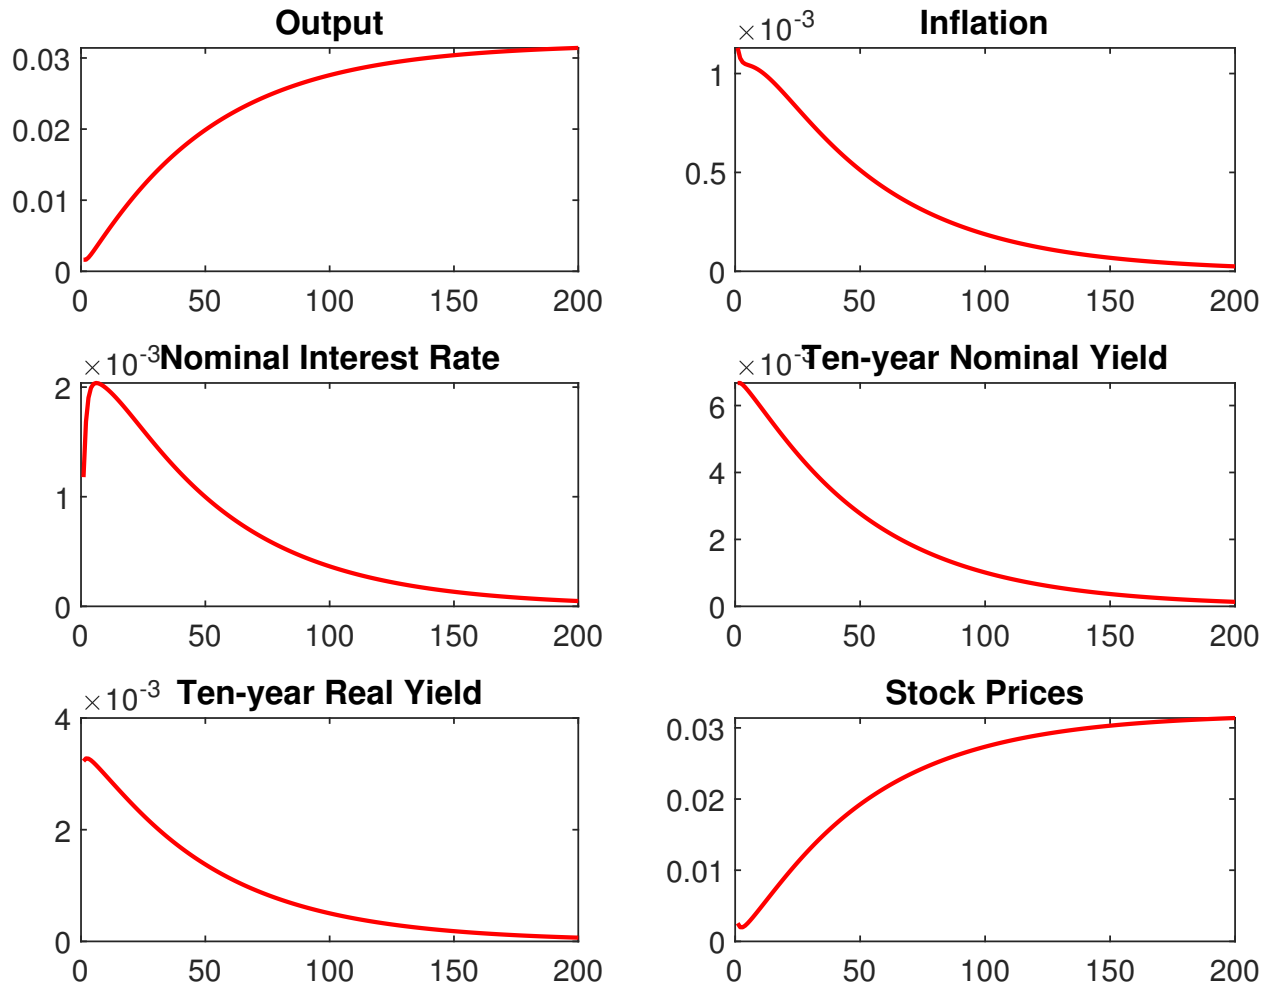 Output
0.03
0.02
0.01
0
0 50 100 150 200
Inflation
×10-3
1
0.5
0
0 50 100 150 200
Nominal Interest Rate
×10-3
2
1
0
0 50 100 150 200
Ten-year Nominal Yield
×10-3
6
4
2
0
0 50 100 150 200
Ten-year Real Yield
×10-3
4
2
0
0 50 100 150 200
Stock Prices
0.03
0.02
0.01
0
0 50 100 150 200